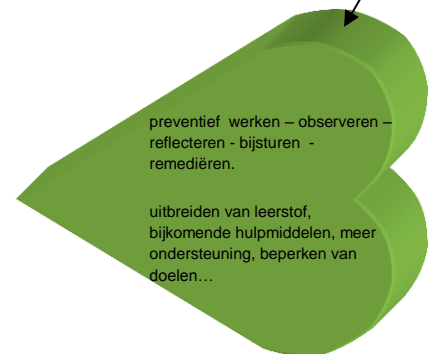 preventief  werken – observeren –
reflecteren - bijsturen  -
remediëren.
uitbreiden van leerstof,
bijkomende hulpmiddelen, meer
ondersteuning, beperken van
doelen…